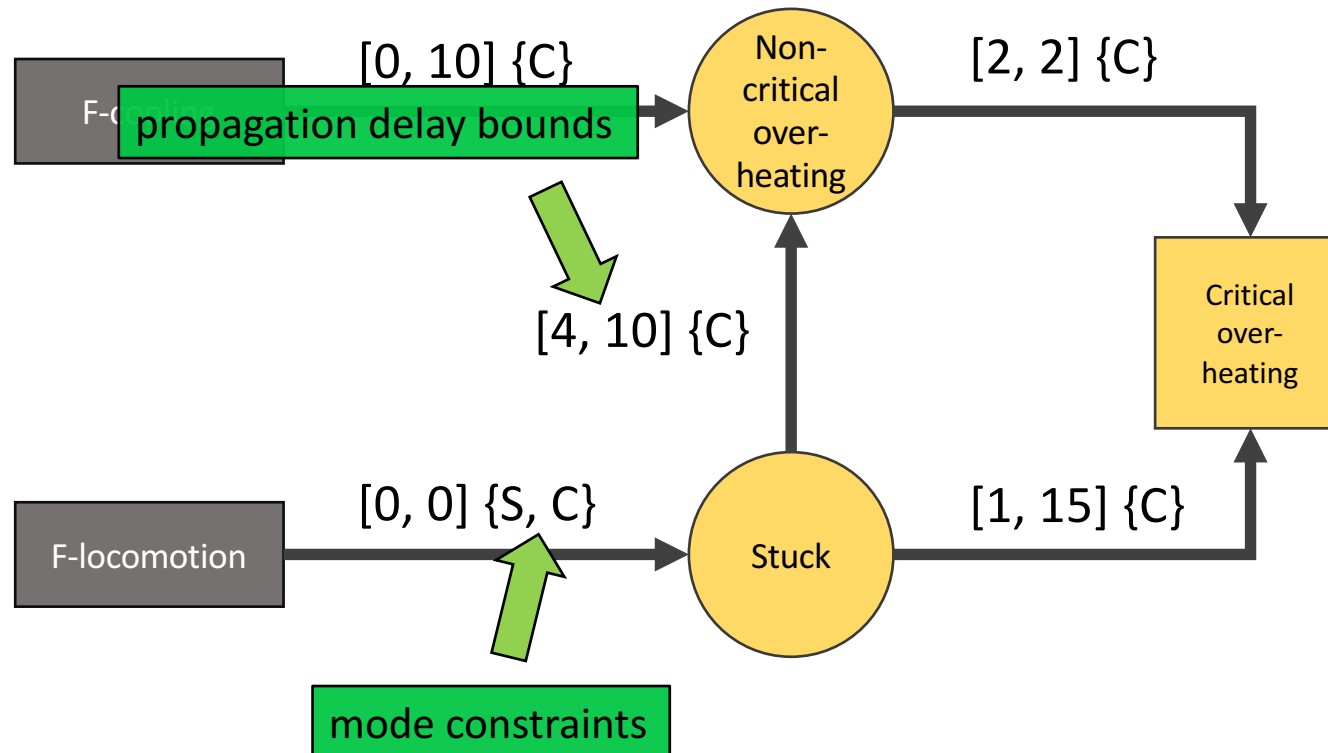 [0, 10] {C}
F-cooling
propagation delay bounds
Non-
critical
over-
heating
[2, 2] {C}
[4, 10] {C}
Critical
over-
heating
[0, 0] {S, C}
F-locomotion
Stuck
[1, 15] {C}
mode constraints